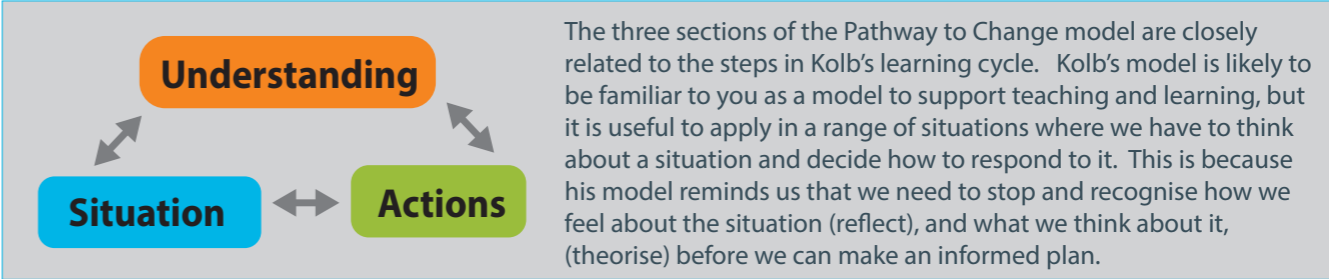 Understanding
Situation
Actions
The three sections of the Pathway to Change model are closely
related to the steps in Kolb’s learning cycle. Kolb’s model is likely to
be familiar to you as a model to support teaching and learning, but
it is useful to apply in a range of situations where we have to think
about a situation and decide how to respond to it. This is because
his model reminds us that we need to stop and recognise how we
feel about the situation (reflect), and what we think about it,
(theorise) before we can make an informed plan.